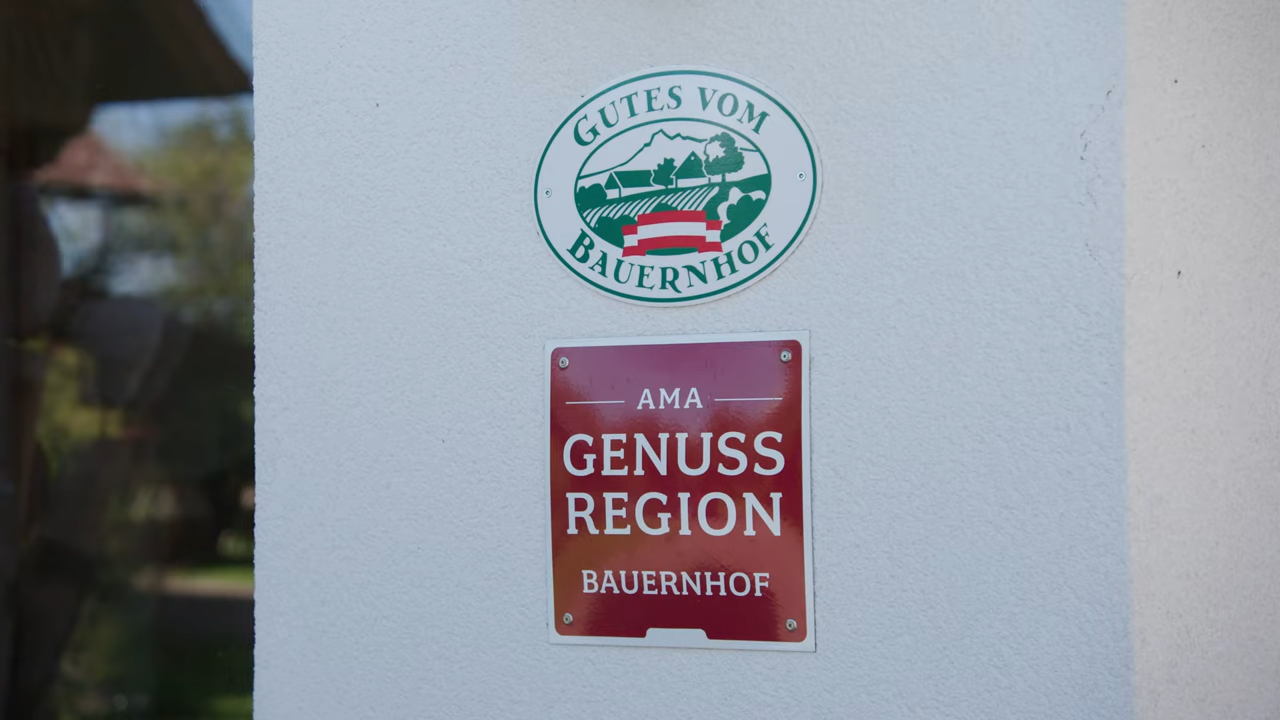 GUTES VOM
BAUERNHOF
AMA
GENUSS
REGION
BAUERNHOF